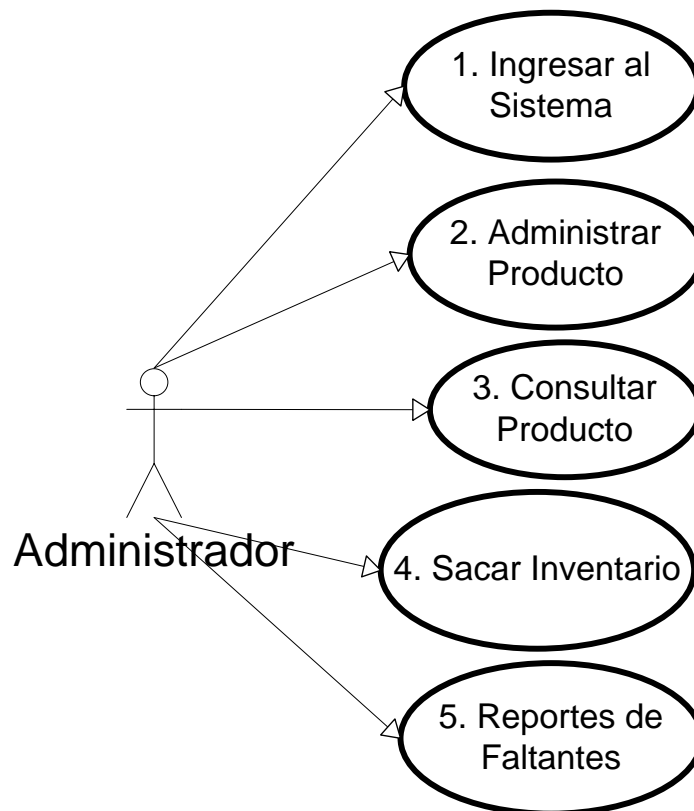 1. Ingresar al
Sistema
2. Administrar
Producto
3. Consultar
Producto
Administrador
4. Sacar Inventario
5. Reportes de
Faltantes